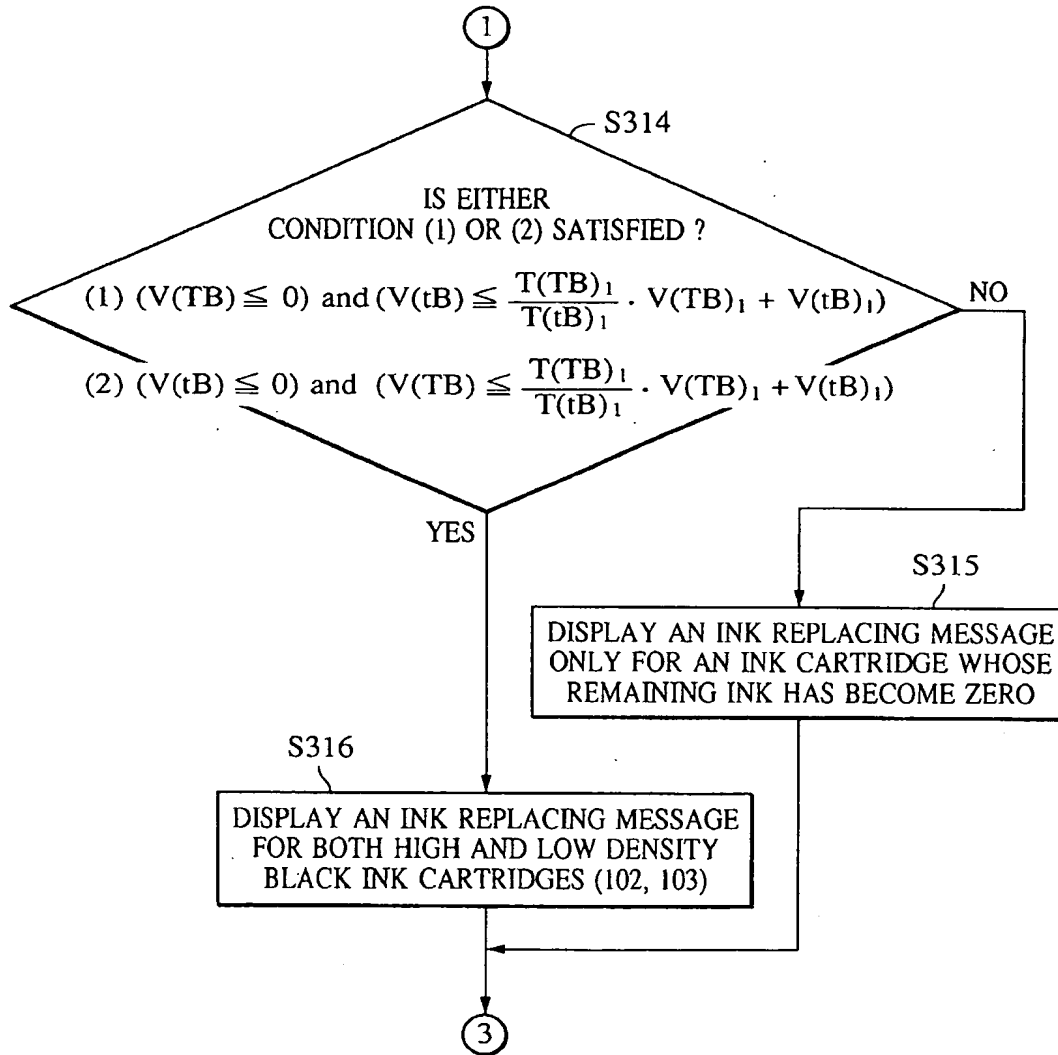 1
S314
IS EITHER
CONDITION (1) OR (2) SATISFIED ?
(1) (V(TB) ≦ 0) and (V(tB) ≦ T(TB)₁ / T(tB)₁ · V(TB)₁ + V(tB)₁)
NO
(2) (V(tB) ≦ 0) and (V(TB) ≦ T(TB)₁ / T(tB)₁ · V(TB)₁ + V(tB)₁)
YES
S315
DISPLAY AN INK REPLACING MESSAGE
ONLY FOR AN INK CARTRIDGE WHOSE
REMAINING INK HAS BECOME ZERO
S316
DISPLAY AN INK REPLACING MESSAGE
FOR BOTH HIGH AND LOW DENSITY
BLACK INK CARTRIDGES (102, 103)
3